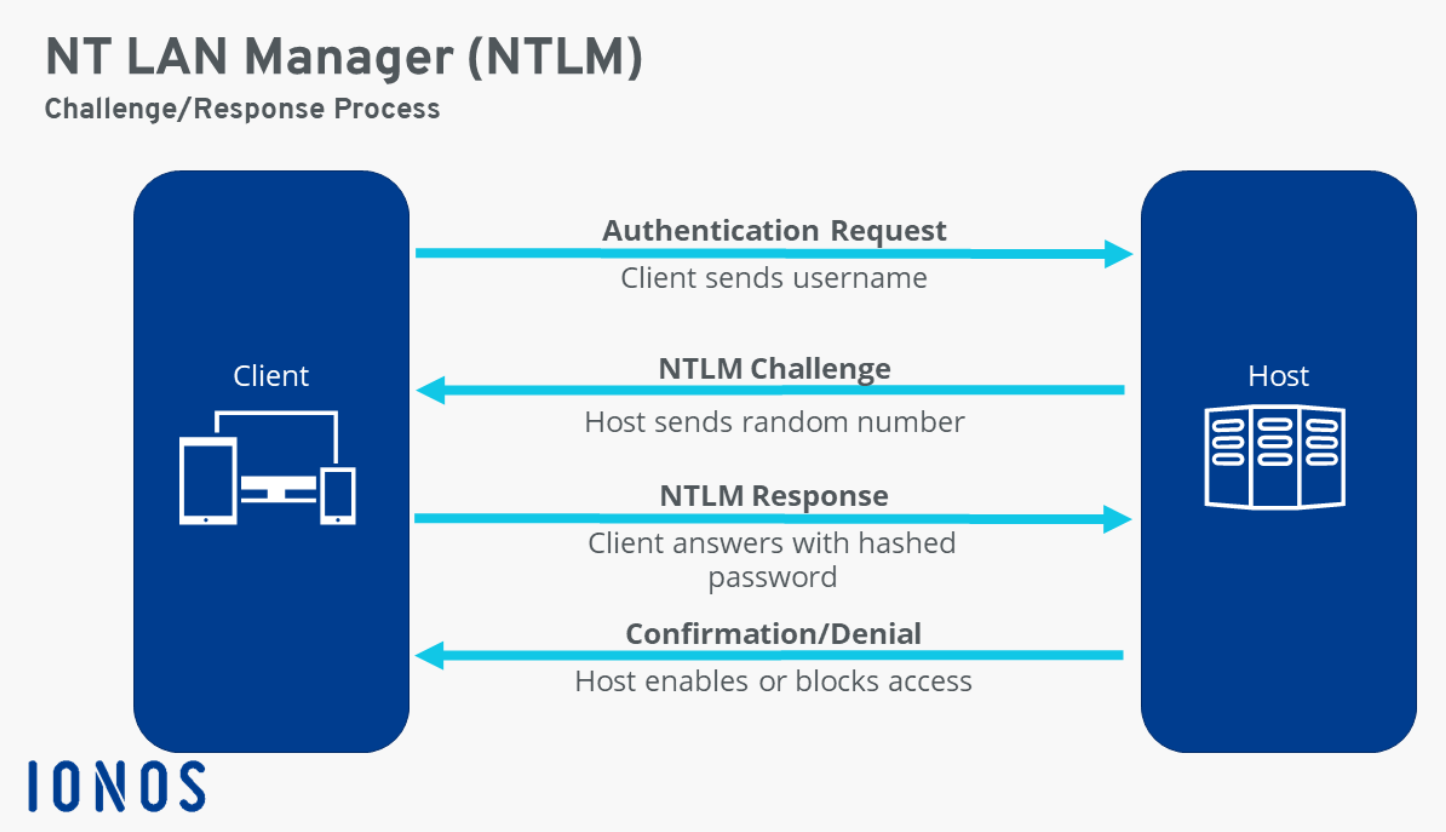 NT LAN Manager (NTLM)
Challenge/Response Process
Authentication Request
Client sends username
NTLM Challenge
Client
Host
Host sends random number
NTLM Response
Client answers with hashed
password
Confirmation/Denial
Host enables or blocks access
IONOS